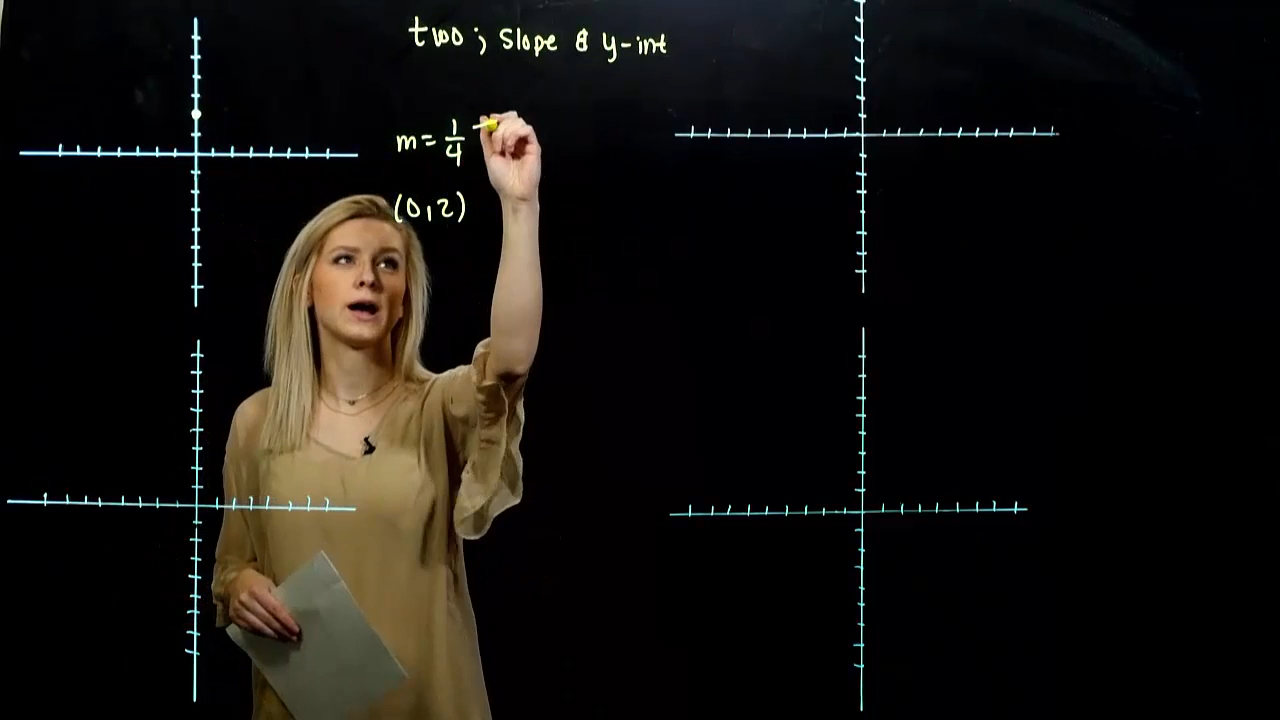 two; slope & y-int
m = 1/4
(0,2)